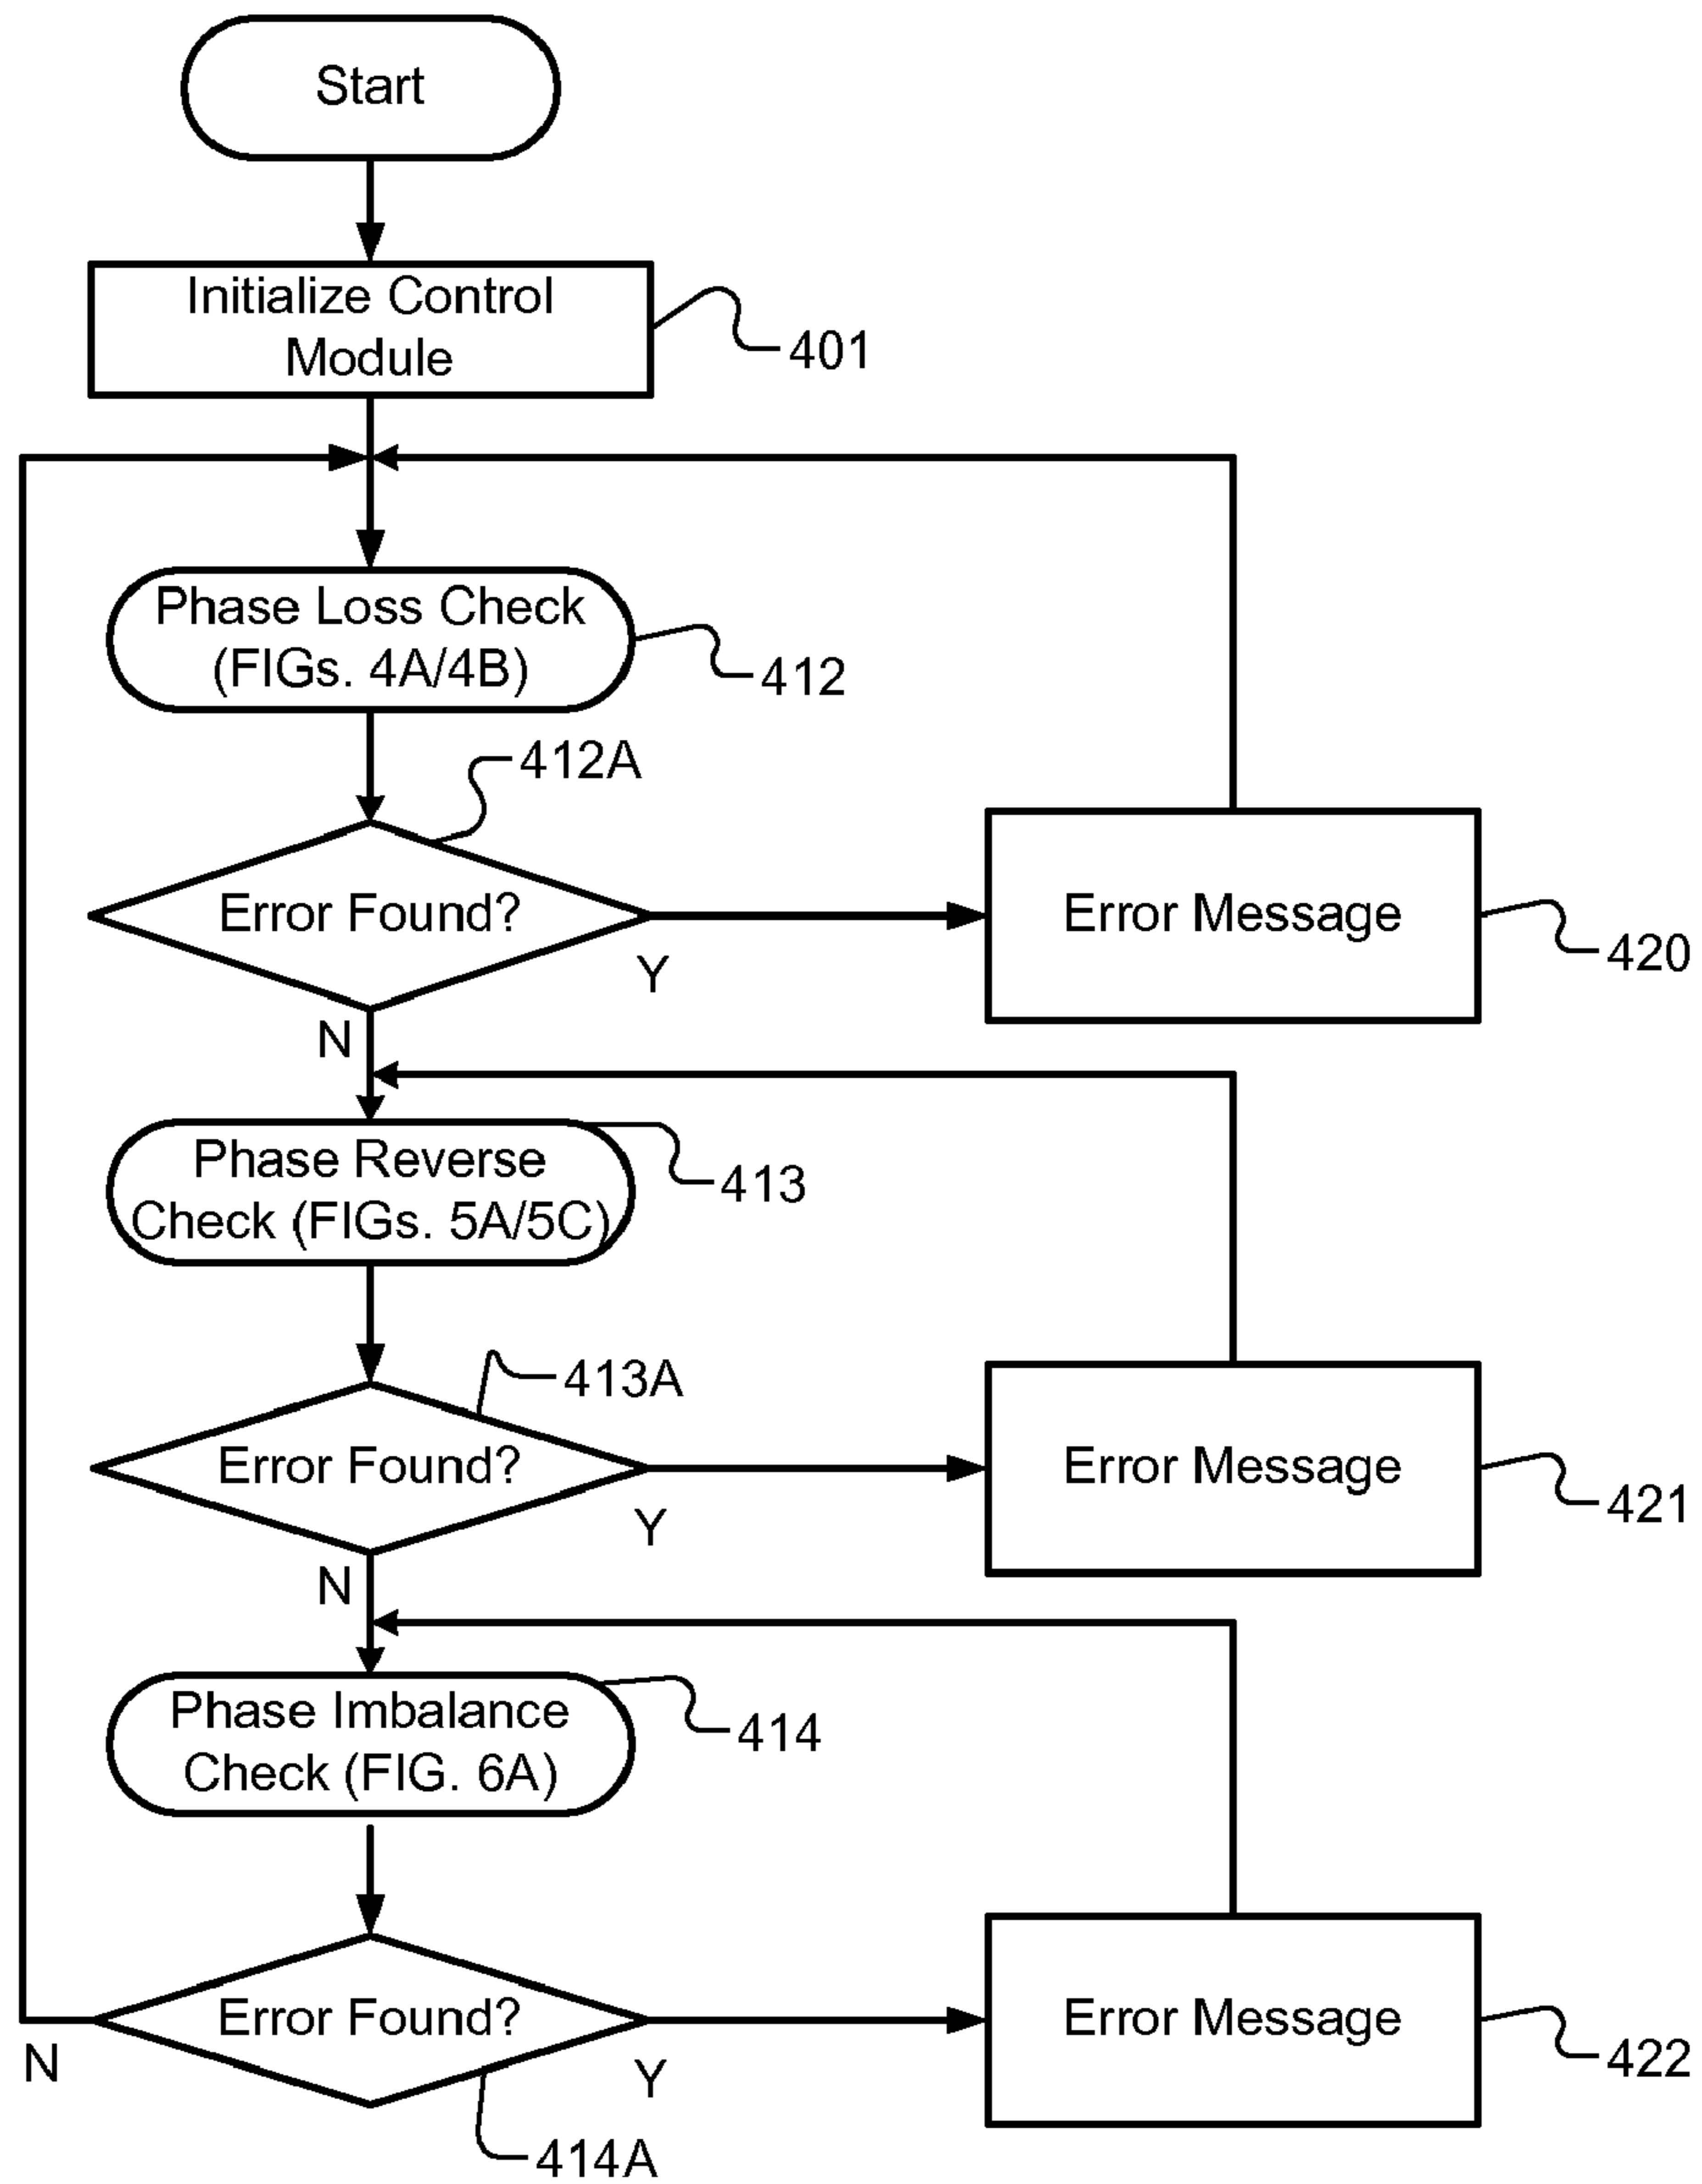 Start
Initialize Control
Module
401
Phase Loss Check
(FIGs. 4A/4B)
412
412A
Error Found?
Y
N
Error Message
420
Phase Reverse
Check (FIGs. 5A/5C)
413
413A
Error Found?
Y
N
Error Message
421
Phase Imbalance
Check (FIG. 6A)
414
Error Found?
N
Y
414A
Error Message
422